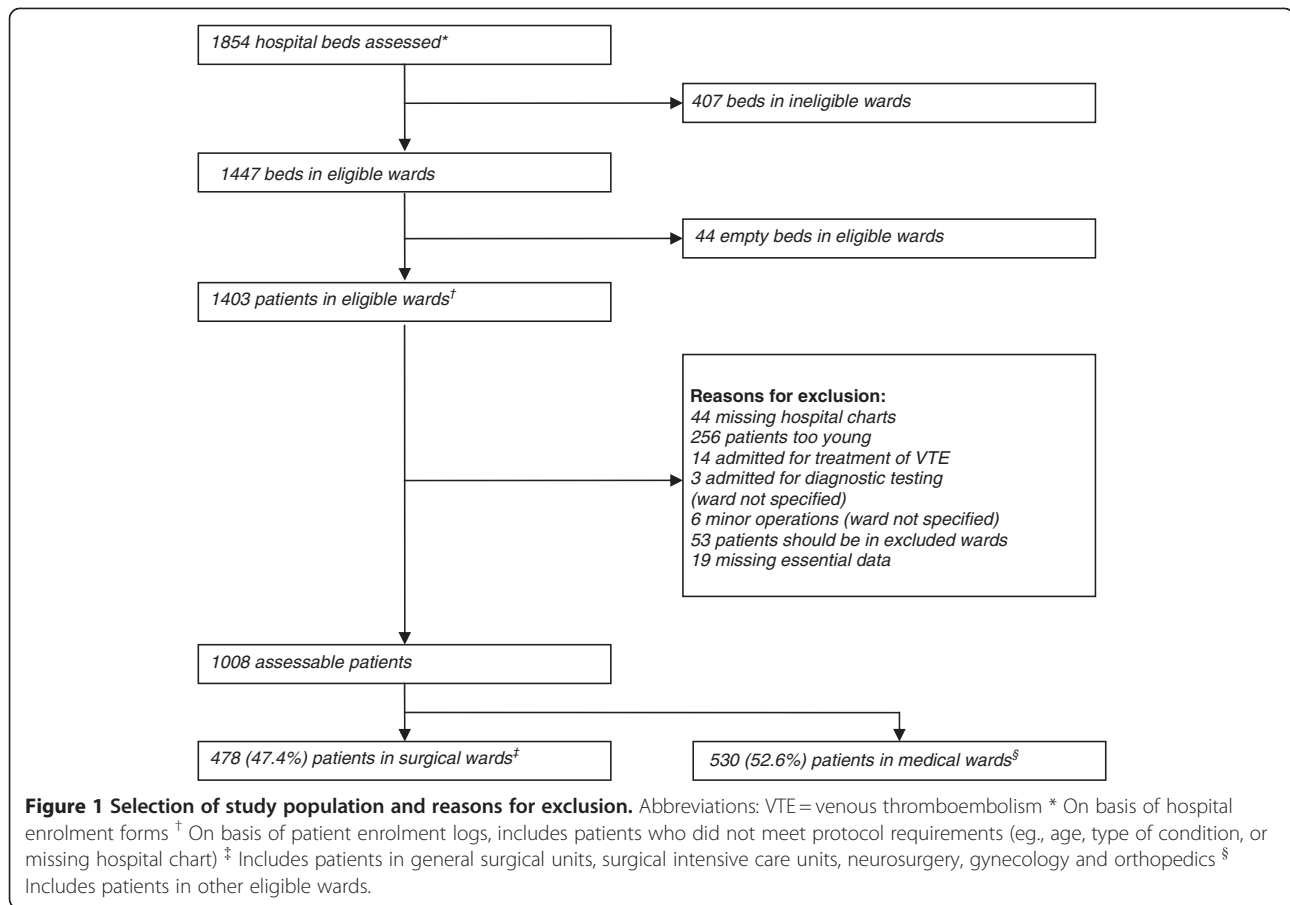 1854 hospital beds assessed*
407 beds in ineligible wards
1447 beds in eligible wards
44 empty beds in eligible wards
1403 patients in eligible wards†
Reasons for exclusion:
44 missing hospital charts
256 patients too young
14 admitted for treatment of VTE
3 admitted for diagnostic testing
(ward not specified)
6 minor operations (ward not specified)
53 patients should be in excluded wards
19 missing essential data
1008 assessable patients
478 (47.4%) patients in surgical wards‡
530 (52.6%) patients in medical wards§
Figure 1 Selection of study population and reasons for exclusion. Abbreviations: VTE = venous thromboembolism * On basis of hospital
enrolment forms † On basis of patient enrolment logs, includes patients who did not meet protocol requirements (eg., age, type of condition, or
missing hospital chart) ‡ Includes patients in general surgical units, surgical intensive care units, neurosurgery, gynecology and orthopedics §
Includes patients in other eligible wards.